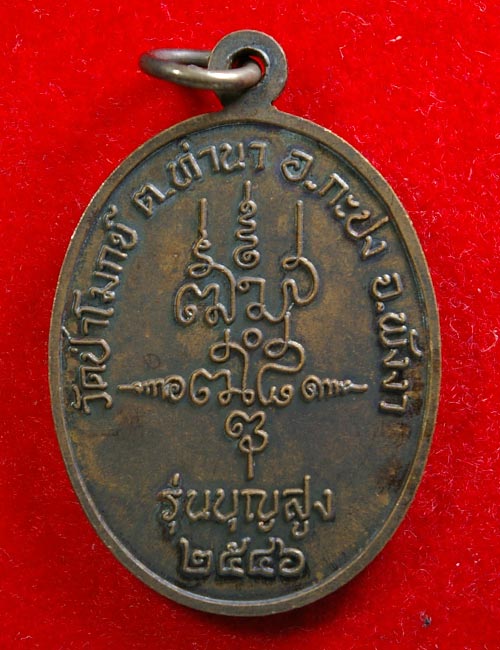 วัดปาโมกข์ ต.ท่านา อ.กะปง จ.พังงา
รุ่นบุญสูง
๒๕๔๖